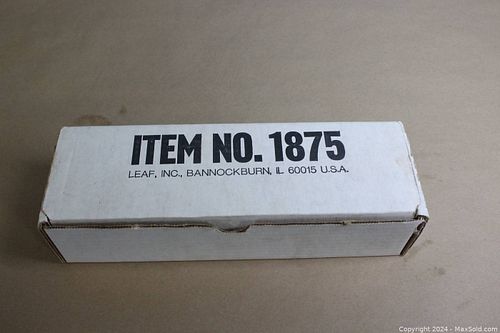 ITEM NO. 1875
LEAF, INC., BANNOCKBURN, IL 60015 U.S.A.
Copyright © 2024 - MaxSold.com